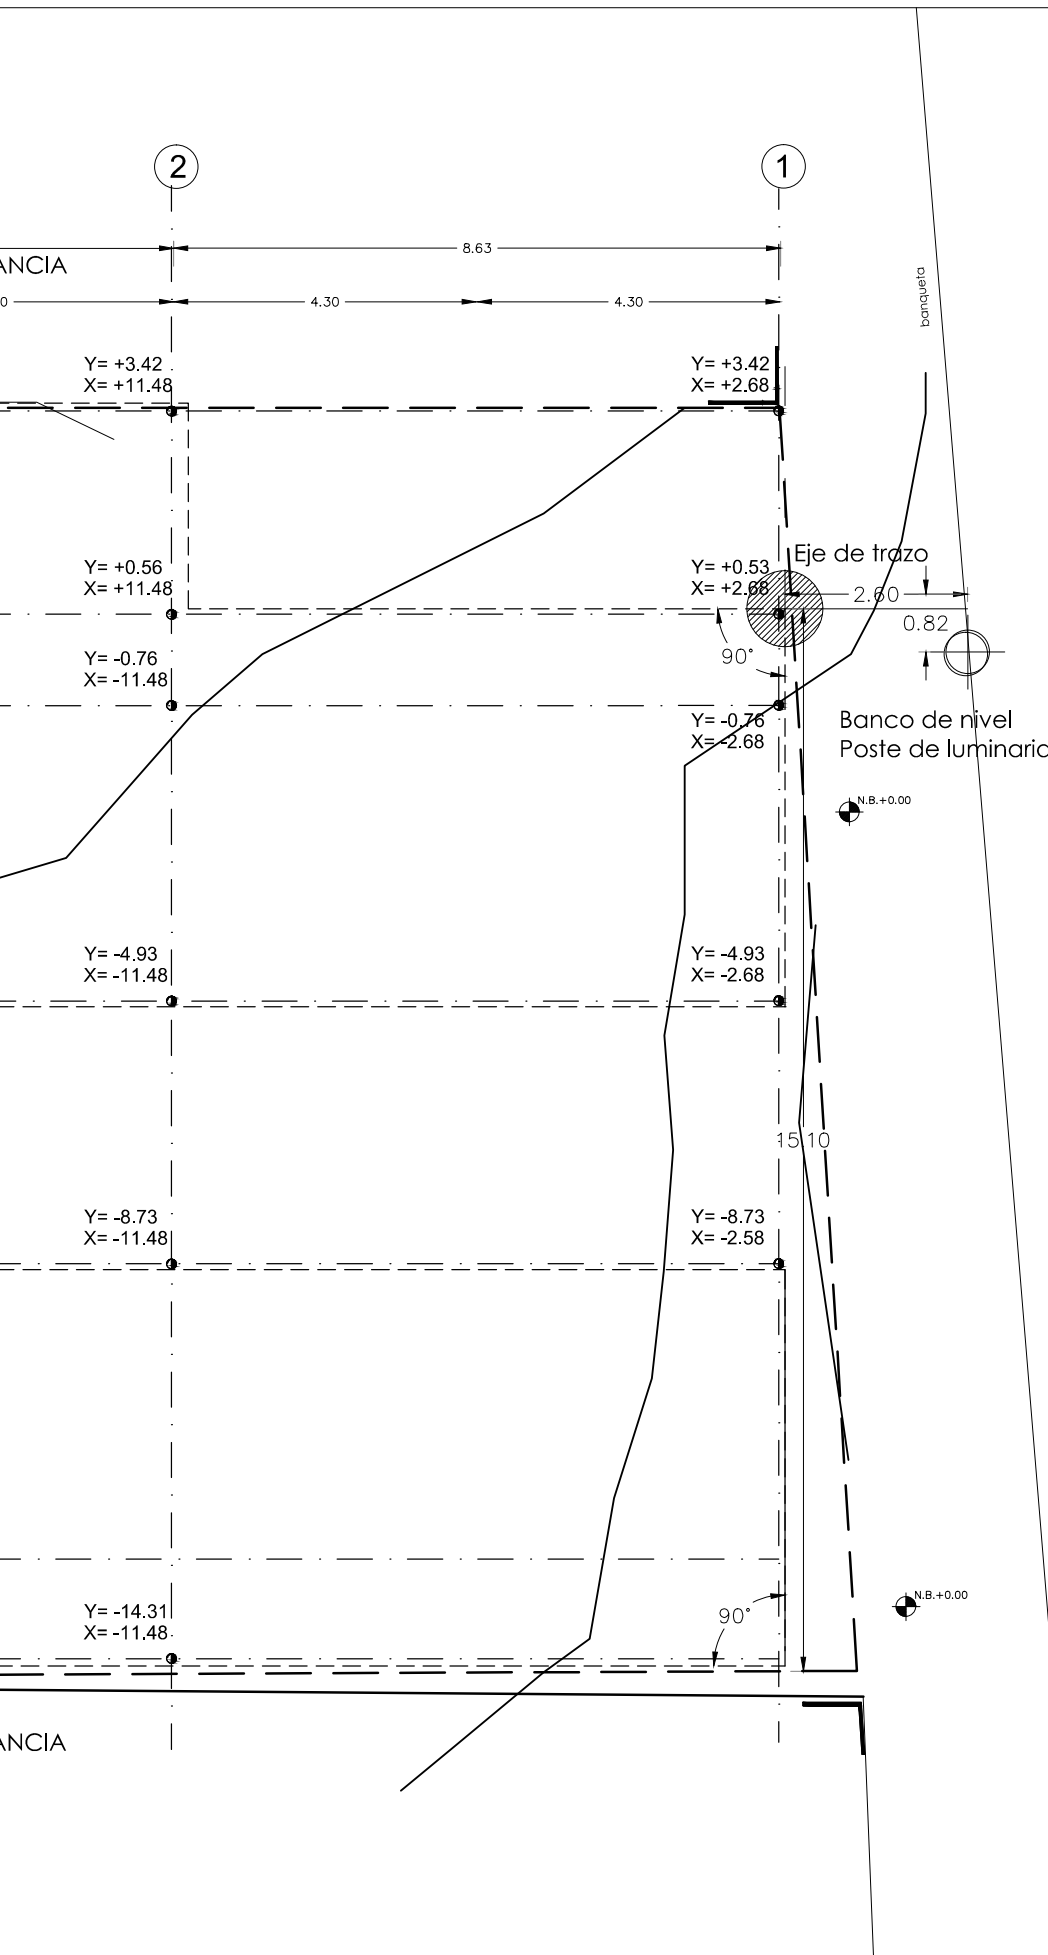 2
1
8.63
ANCIA
0
4.30
4.30
banqueta
Y= +3.42
X= +11.48
Y= +3.42
X= +2.68
Eje de trazo
Y= +0.56
X= +11.48
Y= +0.53
X= +2.68
2.60
0.82
90°
Y= -0.76
X= -11.48
Y= -0.76
X= -2.68
Banco de nivel
Poste de luminaria
N.B.+0.00
Y= -4.93
X= -11.48
Y= -4.93
X= -2.68
15.10
Y= -8.73
X= -11.48
Y= -8.73
X= -2.58
N.B.+0.00
Y= -14.31
X= -11.48
90°
ANCIA